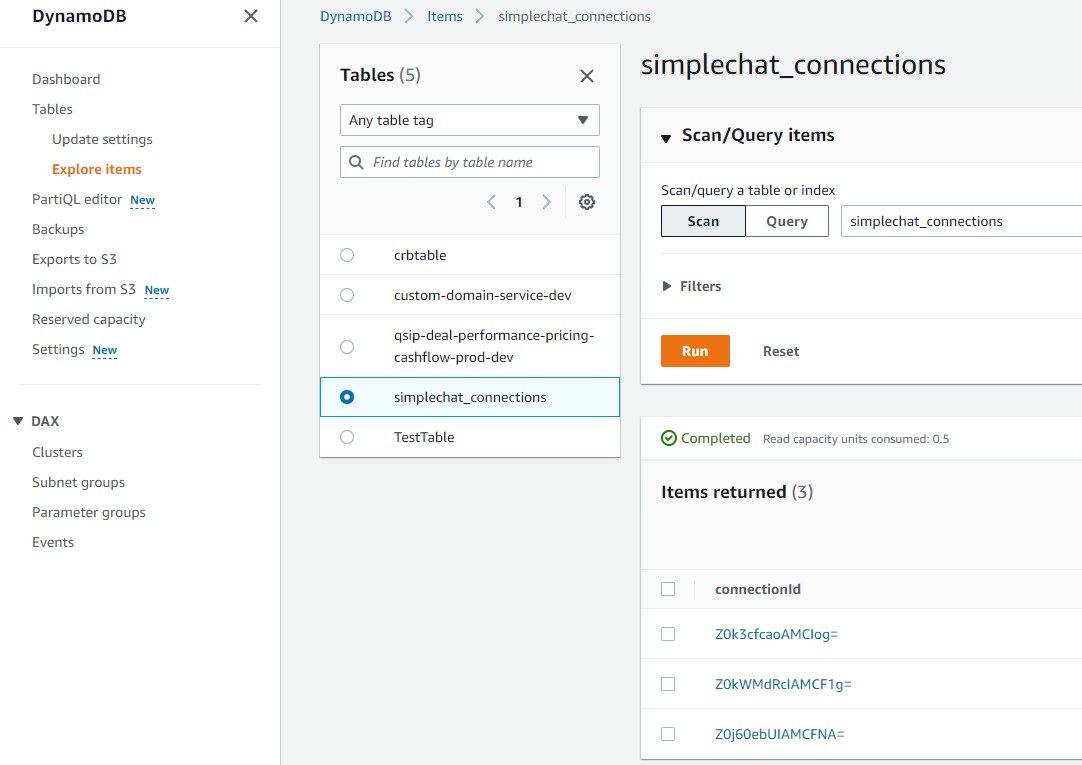 DynamoDB
Dashboard
Tables
Update settings
Explore items
PartiQL editor New
Backups
Exports to S3
Imports from S3 New
Reserved capacity
Settings New
DAX
Clusters
Subnet groups
Parameter groups
Events
DynamoDB
Items
simplechat_connections
Tables (5)
Any table tag
Find tables by table name
1
crbtable
custom-domain-service-dev
qsip-deal-performance-pricing-
cashflow-prod-dev
simplechat_connections
TestTable
simplechat_connections
Scan/Query items
Scan/query a table or index
Scan
Query
simplechat_connections
Filters
Run
Reset
Completed Read capacity units consumed: 0.5
Items returned (3)
connectionId
Z0k3cfcaoAMCIog=
Z0kWMdRcIAMCF1g=
Z0j60ebUIAMCFNA=